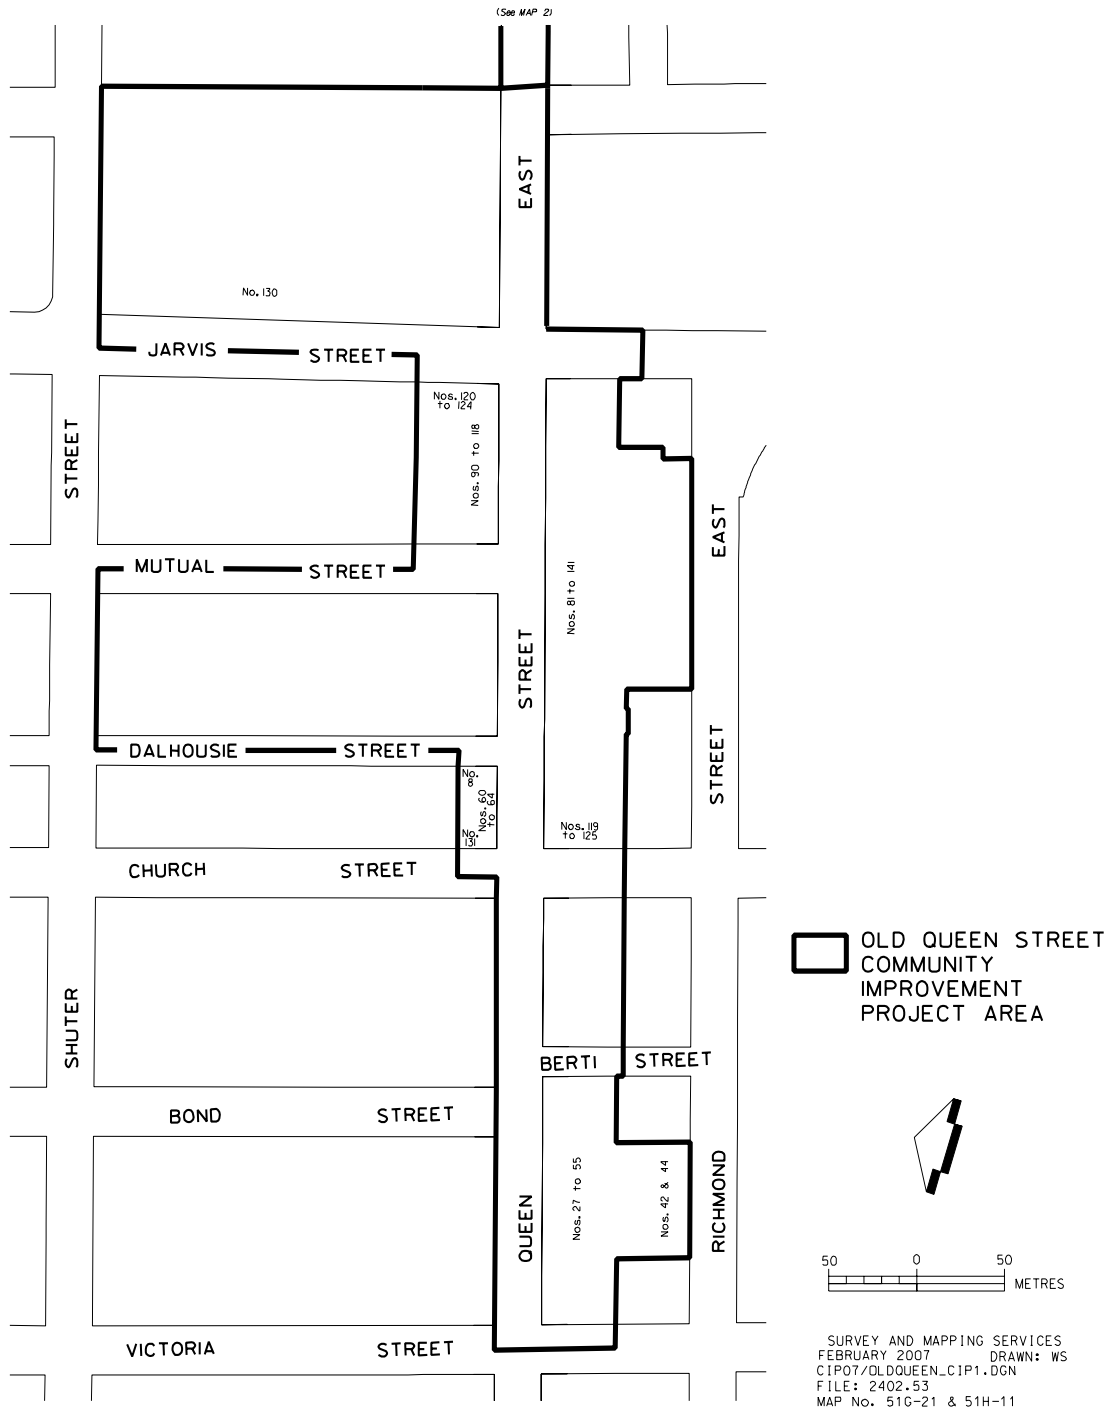 (See MAP 2)
EAST
No. 130
JARVIS STREET
Nos. 120
to 124
Nos. 90 to 118
STREET
EAST
MUTUAL STREET
Nos. 81 to 141
STREET
DALHOUSIE STREET
No.
8
Nos. 60
to 64
No.
131
STREET
Nos. 119
to 125
CHURCH STREET
OLD QUEEN STREET
COMMUNITY
IMPROVEMENT
PROJECT AREA
SHUTER
BERTI STREET
BOND STREET
Nos. 27 to 55
Nos. 42 & 44
QUEEN
RICHMOND
50 0 50
METRES
VICTORIA STREET
SURVEY AND MAPPING SERVICES
FEBRUARY 2007 DRAWN: WS
CIP07/OLDQUEEN_CIP1.DGN
FILE: 2402.53
MAP No. 51G-21 & 51H-11